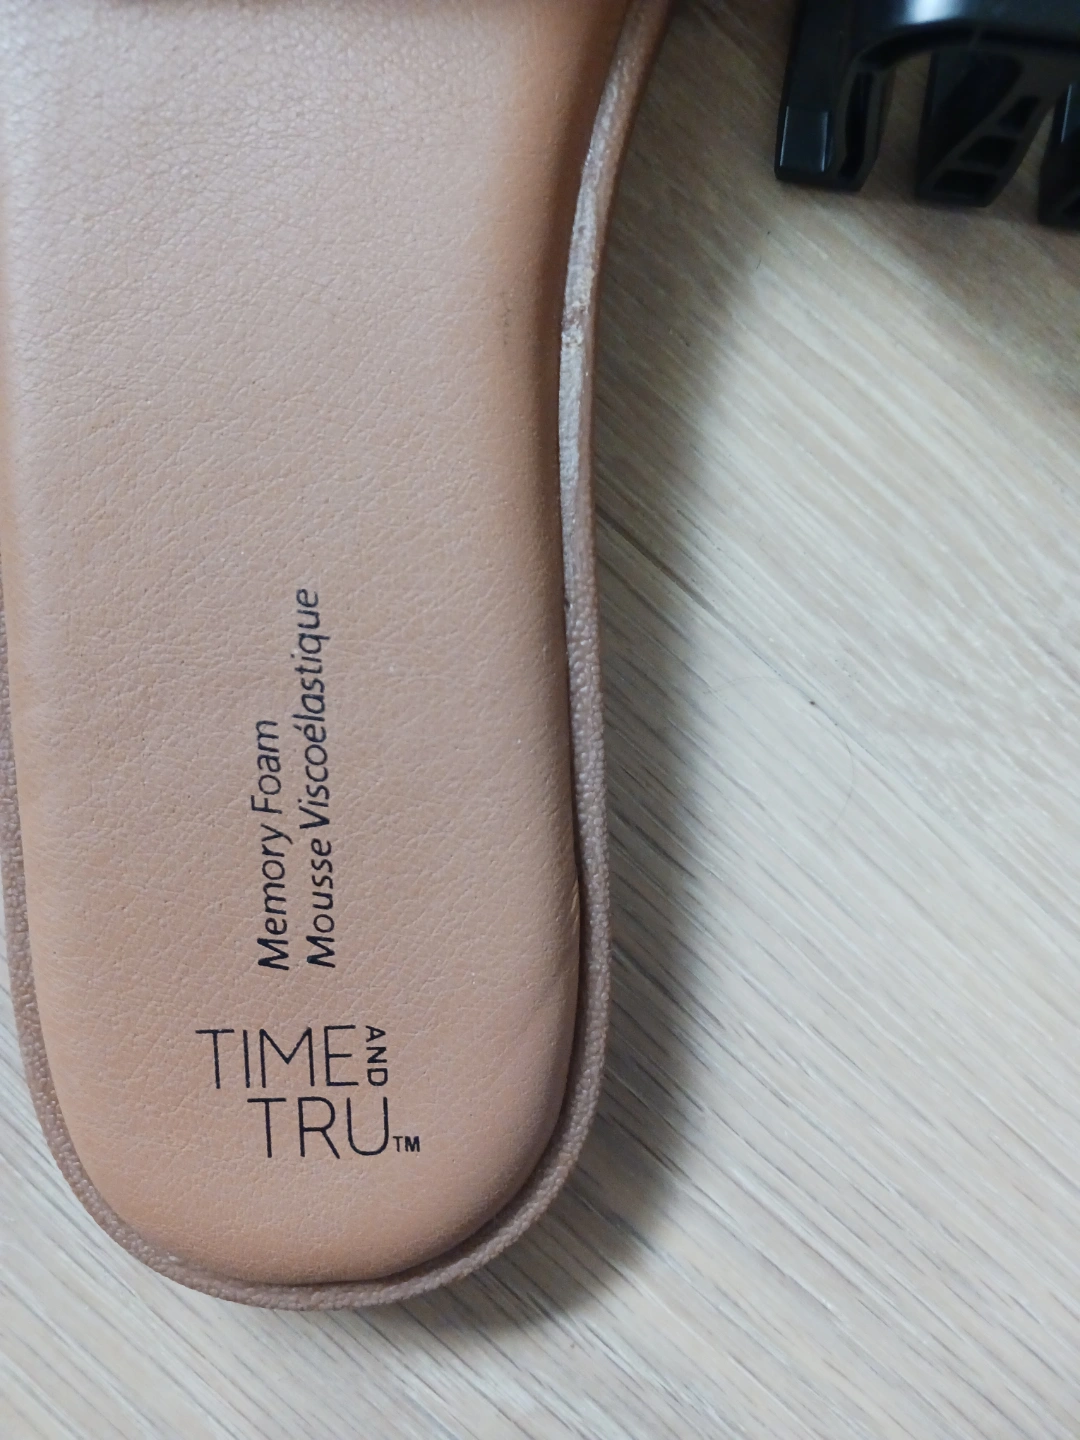 Memory Foam
Mousse Viscoélastique
TIME AND
TRU™